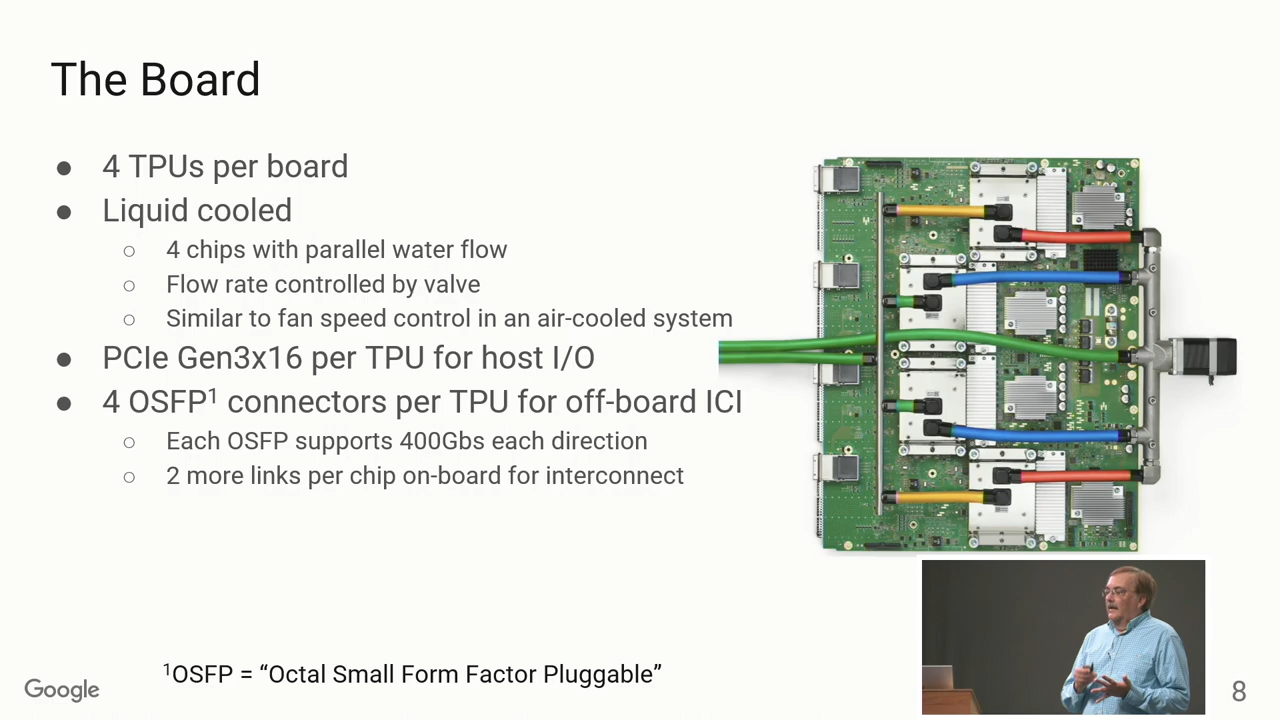 The Board
● 4 TPUs per board
● Liquid cooled
○ 4 chips with parallel water flow
○ Flow rate controlled by valve
○ Similar to fan speed control in an air-cooled system
● PCIe Gen3x16 per TPU for host I/O
● 4 OSFP¹ connectors per TPU for off-board ICI
○ Each OSFP supports 400Gbs each direction
○ 2 more links per chip on-board for interconnect
¹OSFP = “Octal Small Form Factor Pluggable”
Google
8